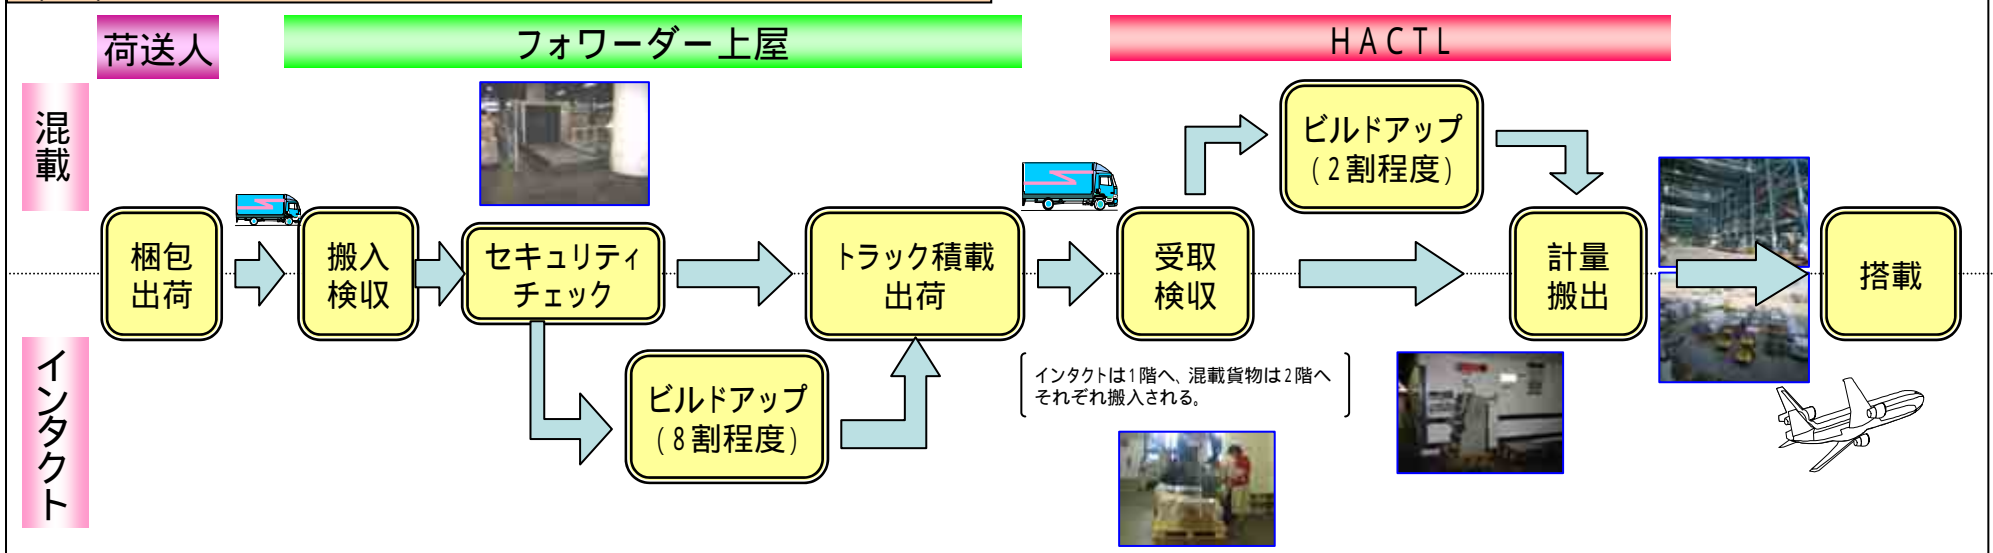 荷送人
フォワーダー上屋
HACTL
混載
ビルドアップ
(2割程度)
梱包
出荷
搬入
検収
セキュリティ
チェック
トラック積載
出荷
受取
検収
計量
搬出
搭載
インタクト
ビルドアップ
(8割程度)
インタクトは1階へ、混載貨物は2階へ
それぞれ搬入される。